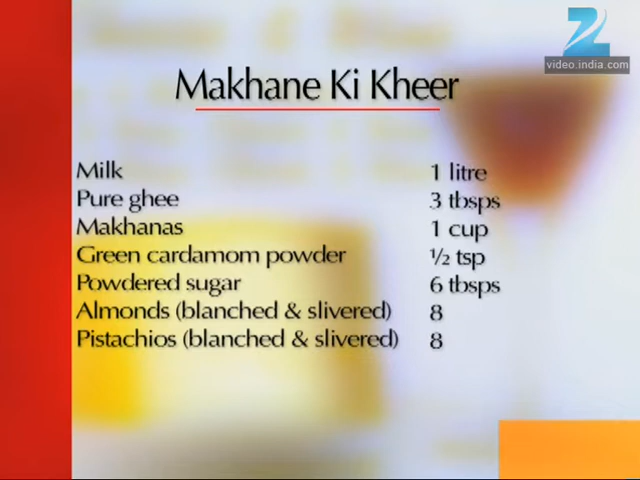 Z
video.india.com
Makhane Ki Kheer
Milk 1 litre
Pure ghee 3 tbsps
Makhanas 1 cup
Green cardamom powder ½ tsp
Powdered sugar 6 tbsps
Almonds (blanched & slivered) 8
Pistachios (blanched & slivered) 8